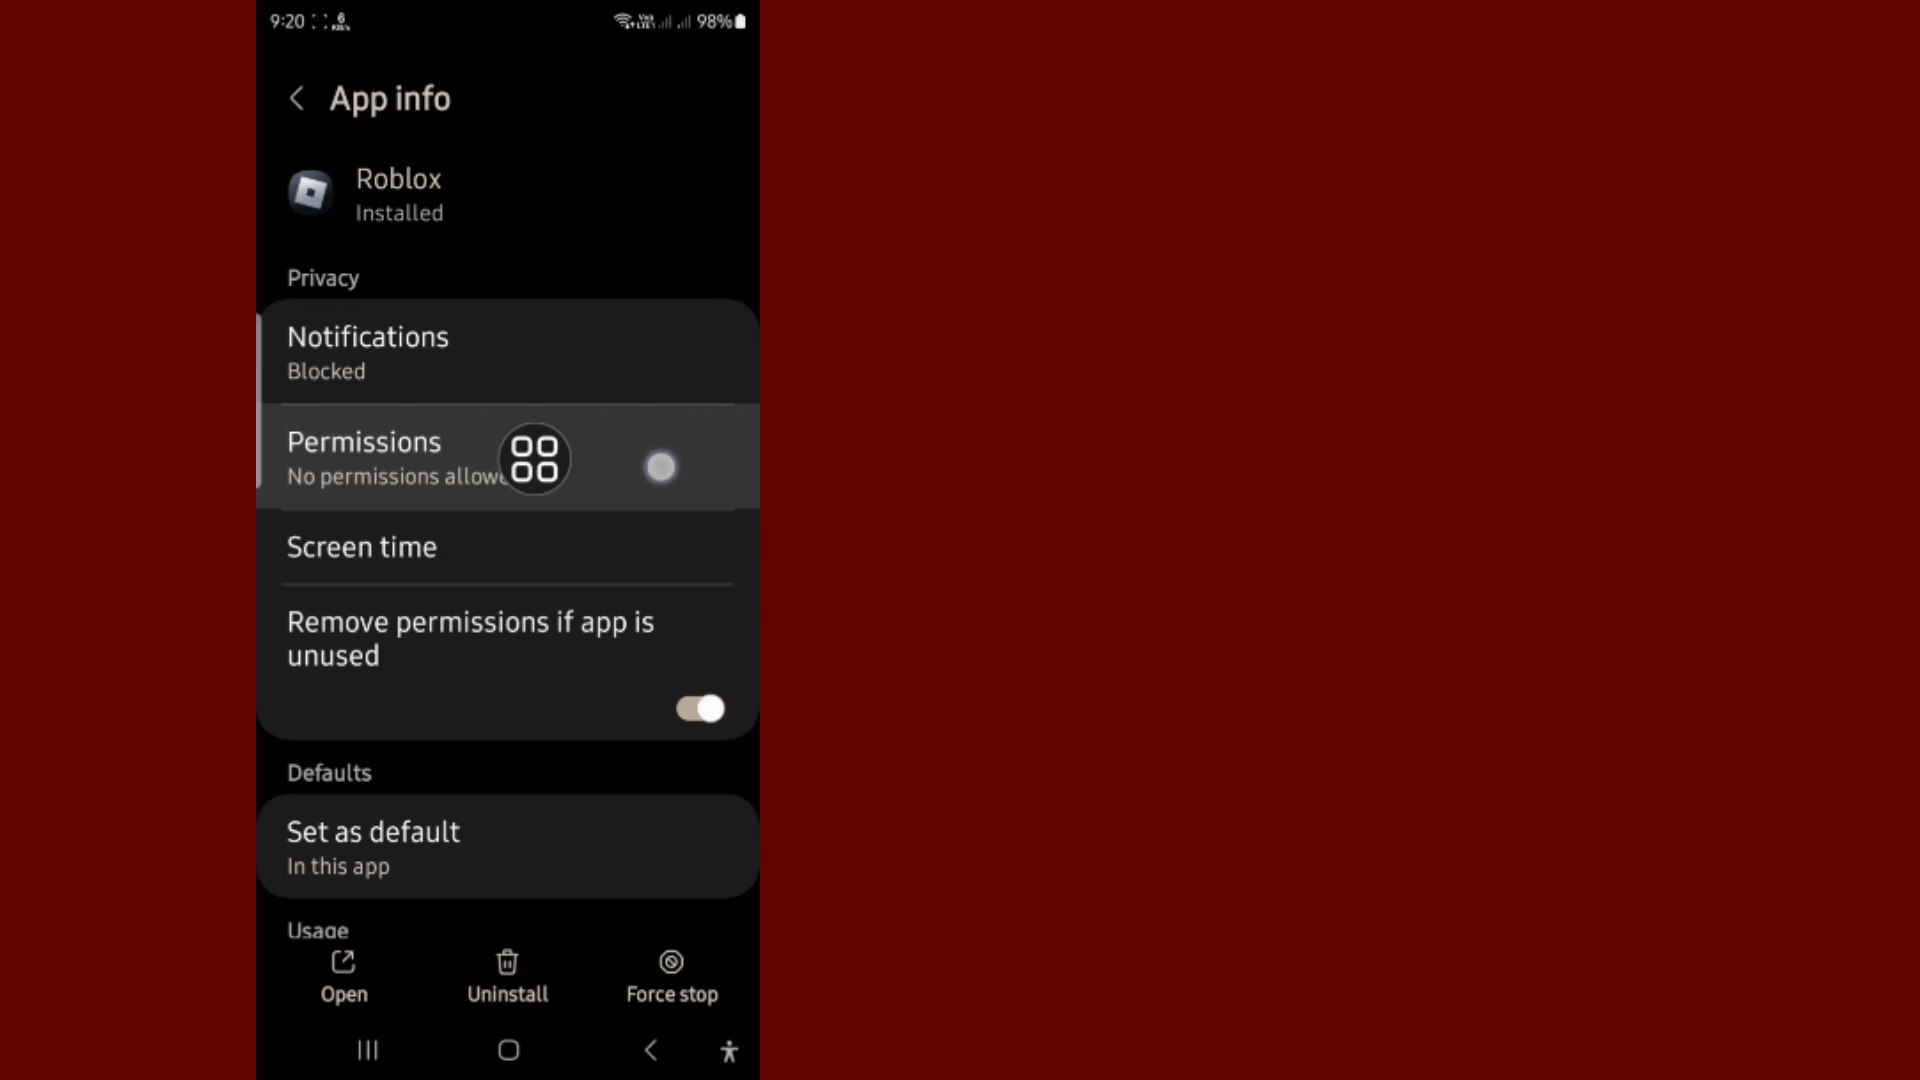 9:20
98%
App info
Roblox
Installed
Privacy
Notifications
Blocked
Permissions
No permissions
Screen time
Remove permissions if app is
unused
Defaults
Set as default
In this app
Usage
Open
Uninstall
Force stop